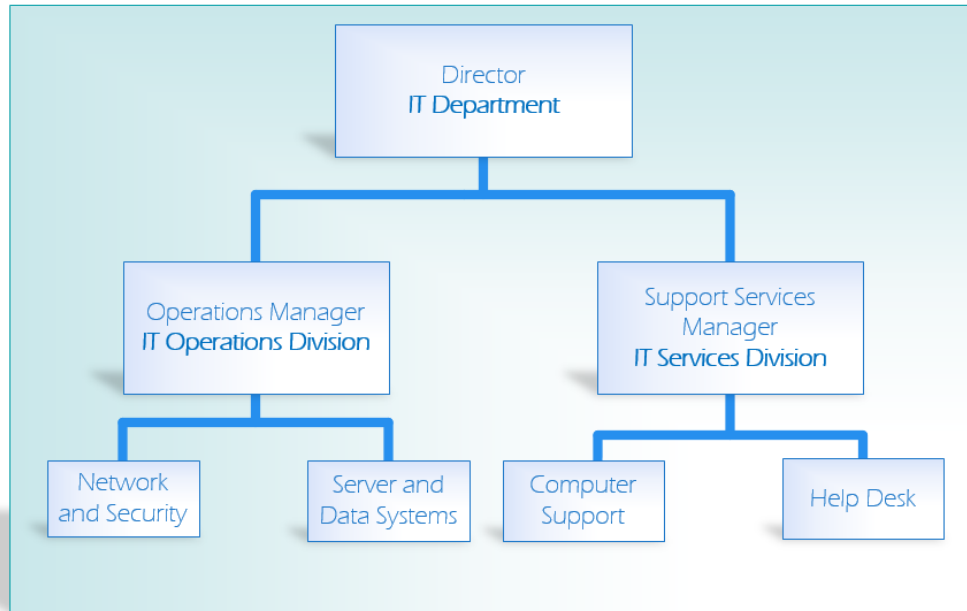 Director
IT Department
Operations Manager
IT Operations Division
Support Services
Manager
IT Services Division
Network
and Security
Server and
Data Systems
Computer
Support
Help Desk